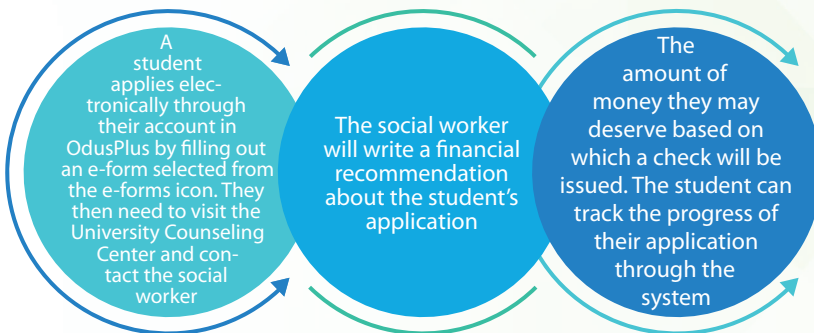 A
student
applies elec-
tronically through
their account in
OdusPlus by filling out
an e-form selected from
the e-forms icon. They
then need to visit the
University Counseling
Center and con-
tact the social
worker
The social worker
will write a financial
recommendation
about the student’s
application
The
amount of
money they may
deserve based on
which a check will be
issued. The student can
track the progress of
their application
through the
system